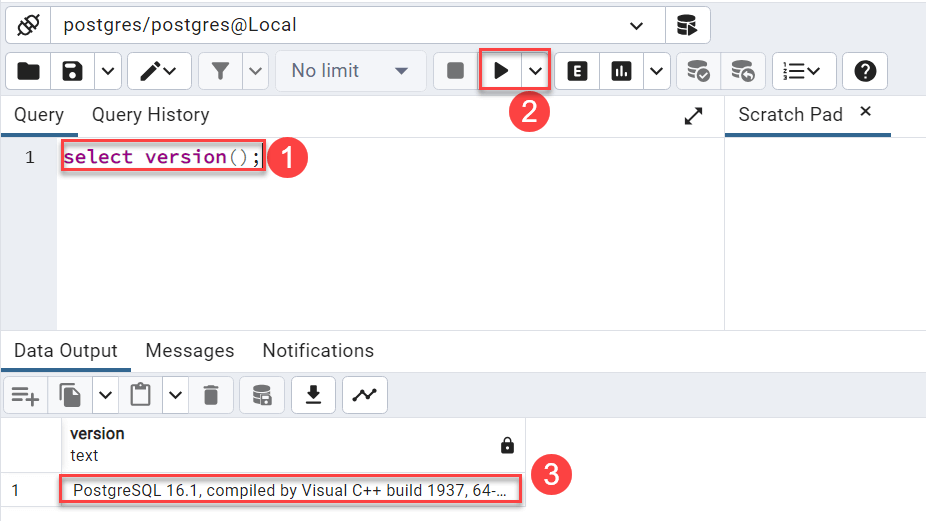 postgres/postgres@Local
No limit
E
2
Query Query History
Scratch Pad
1 select version();
1
Data Output Messages Notifications
version
text
1 PostgreSQL 16.1, compiled by Visual C++ build 1937, 64-...
3